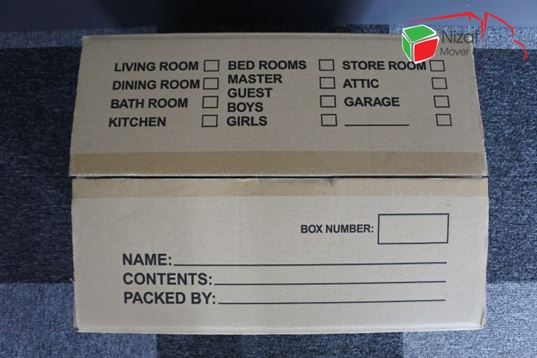 Nizal
Mover
LIVING ROOM
DINING ROOM
BATH ROOM
KITCHEN
BED ROOMS
MASTER
GUEST
BOYS
GIRLS
STORE ROOM
ATTIC
GARAGE
BOX NUMBER:
NAME:
CONTENTS:
PACKED BY: